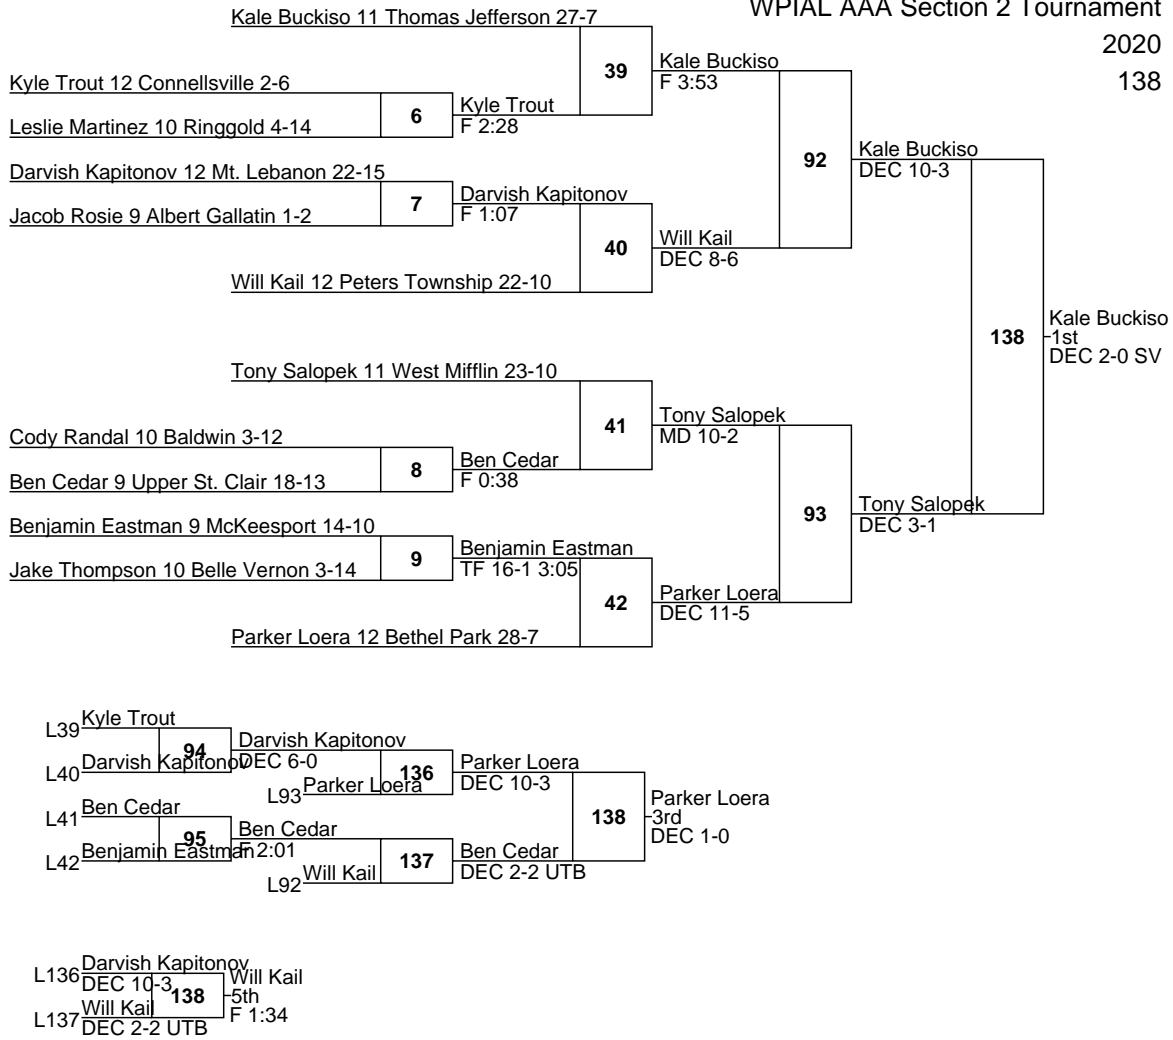 WPIAL AAA Section 2 Tournament
2020
138
Kale Buckiso 11 Thomas Jefferson 27-7
39
Kale Buckiso
F 3:53
Kyle Trout 12 Connellsville 2-6
6
Kyle Trout
F 2:28
Leslie Martinez 10 Ringgold 4-14
92
Kale Buckiso
DEC 10-3
Darvish Kapitonov 12 Mt. Lebanon 22-15
7
Darvish Kapitonov
F 1:07
Jacob Rosie 9 Albert Gallatin 1-2
40
Will Kail
DEC 8-6
Will Kail 12 Peters Township 22-10
138
Kale Buckiso
1st
DEC 2-0 SV
Tony Salopek 11 West Mifflin 23-10
41
Tony Salopek
MD 10-2
Cody Randal 10 Baldwin 3-12
8
Ben Cedar
F 0:38
Ben Cedar 9 Upper St. Clair 18-13
93
Tony Salopek
DEC 3-1
Benjamin Eastman 9 McKeesport 14-10
9
Benjamin Eastman
TF 16-1 3:05
Jake Thompson 10 Belle Vernon 3-14
42
Parker Loera
DEC 11-5
Parker Loera 12 Bethel Park 28-7
L39 Kyle Trout
94
Darvish Kapitonov
DEC 6-0
L40 Darvish Kapitonov
136
Parker Loera
DEC 10-3
L93 Parker Loera
L41 Ben Cedar
138
Parker Loera
3rd
DEC 1-0
95
Ben Cedar
F 2:01
L42 Benjamin Eastman
137
Ben Cedar
DEC 2-2 UTB
L92 Will Kail
L136 Darvish Kapitonov
DEC 10-3
138
Will Kail
5th
F 1:34
L137 Will Kail
DEC 2-2 UTB